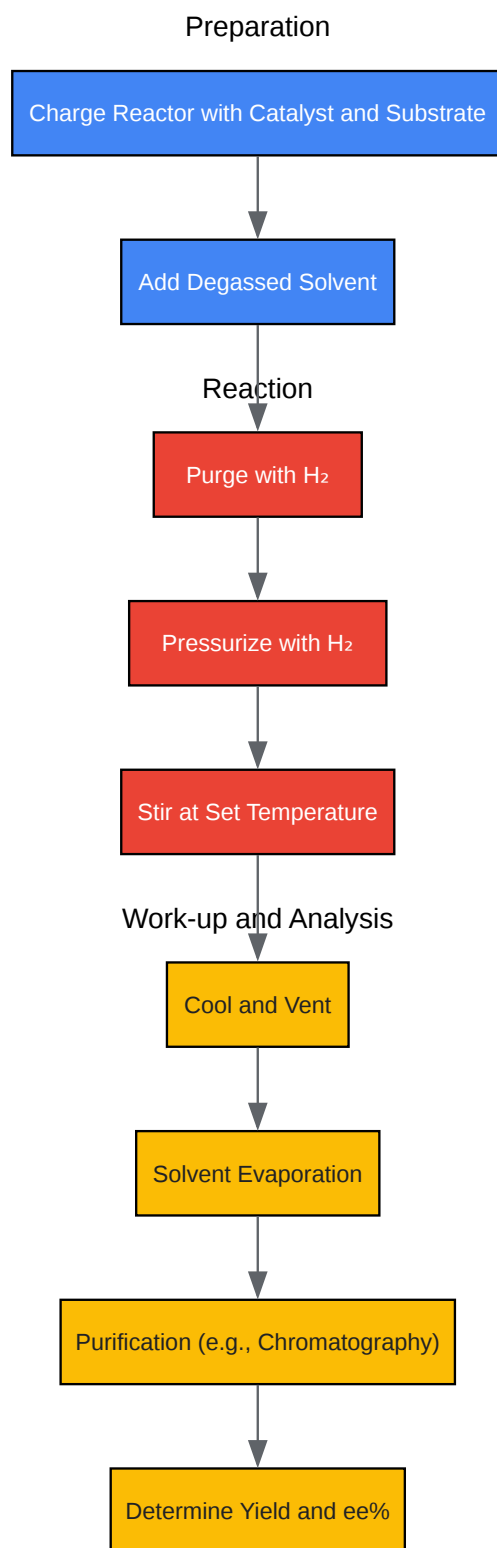 Preparation
Charge Reactor with Catalyst and Substrate
Add Degassed Solvent
Reaction
Purge with H₂
Pressurize with H₂
Stir at Set Temperature
Work-up and Analysis
Cool and Vent
Solvent Evaporation
Purification (e.g., Chromatography)
Determine Yield and ee%